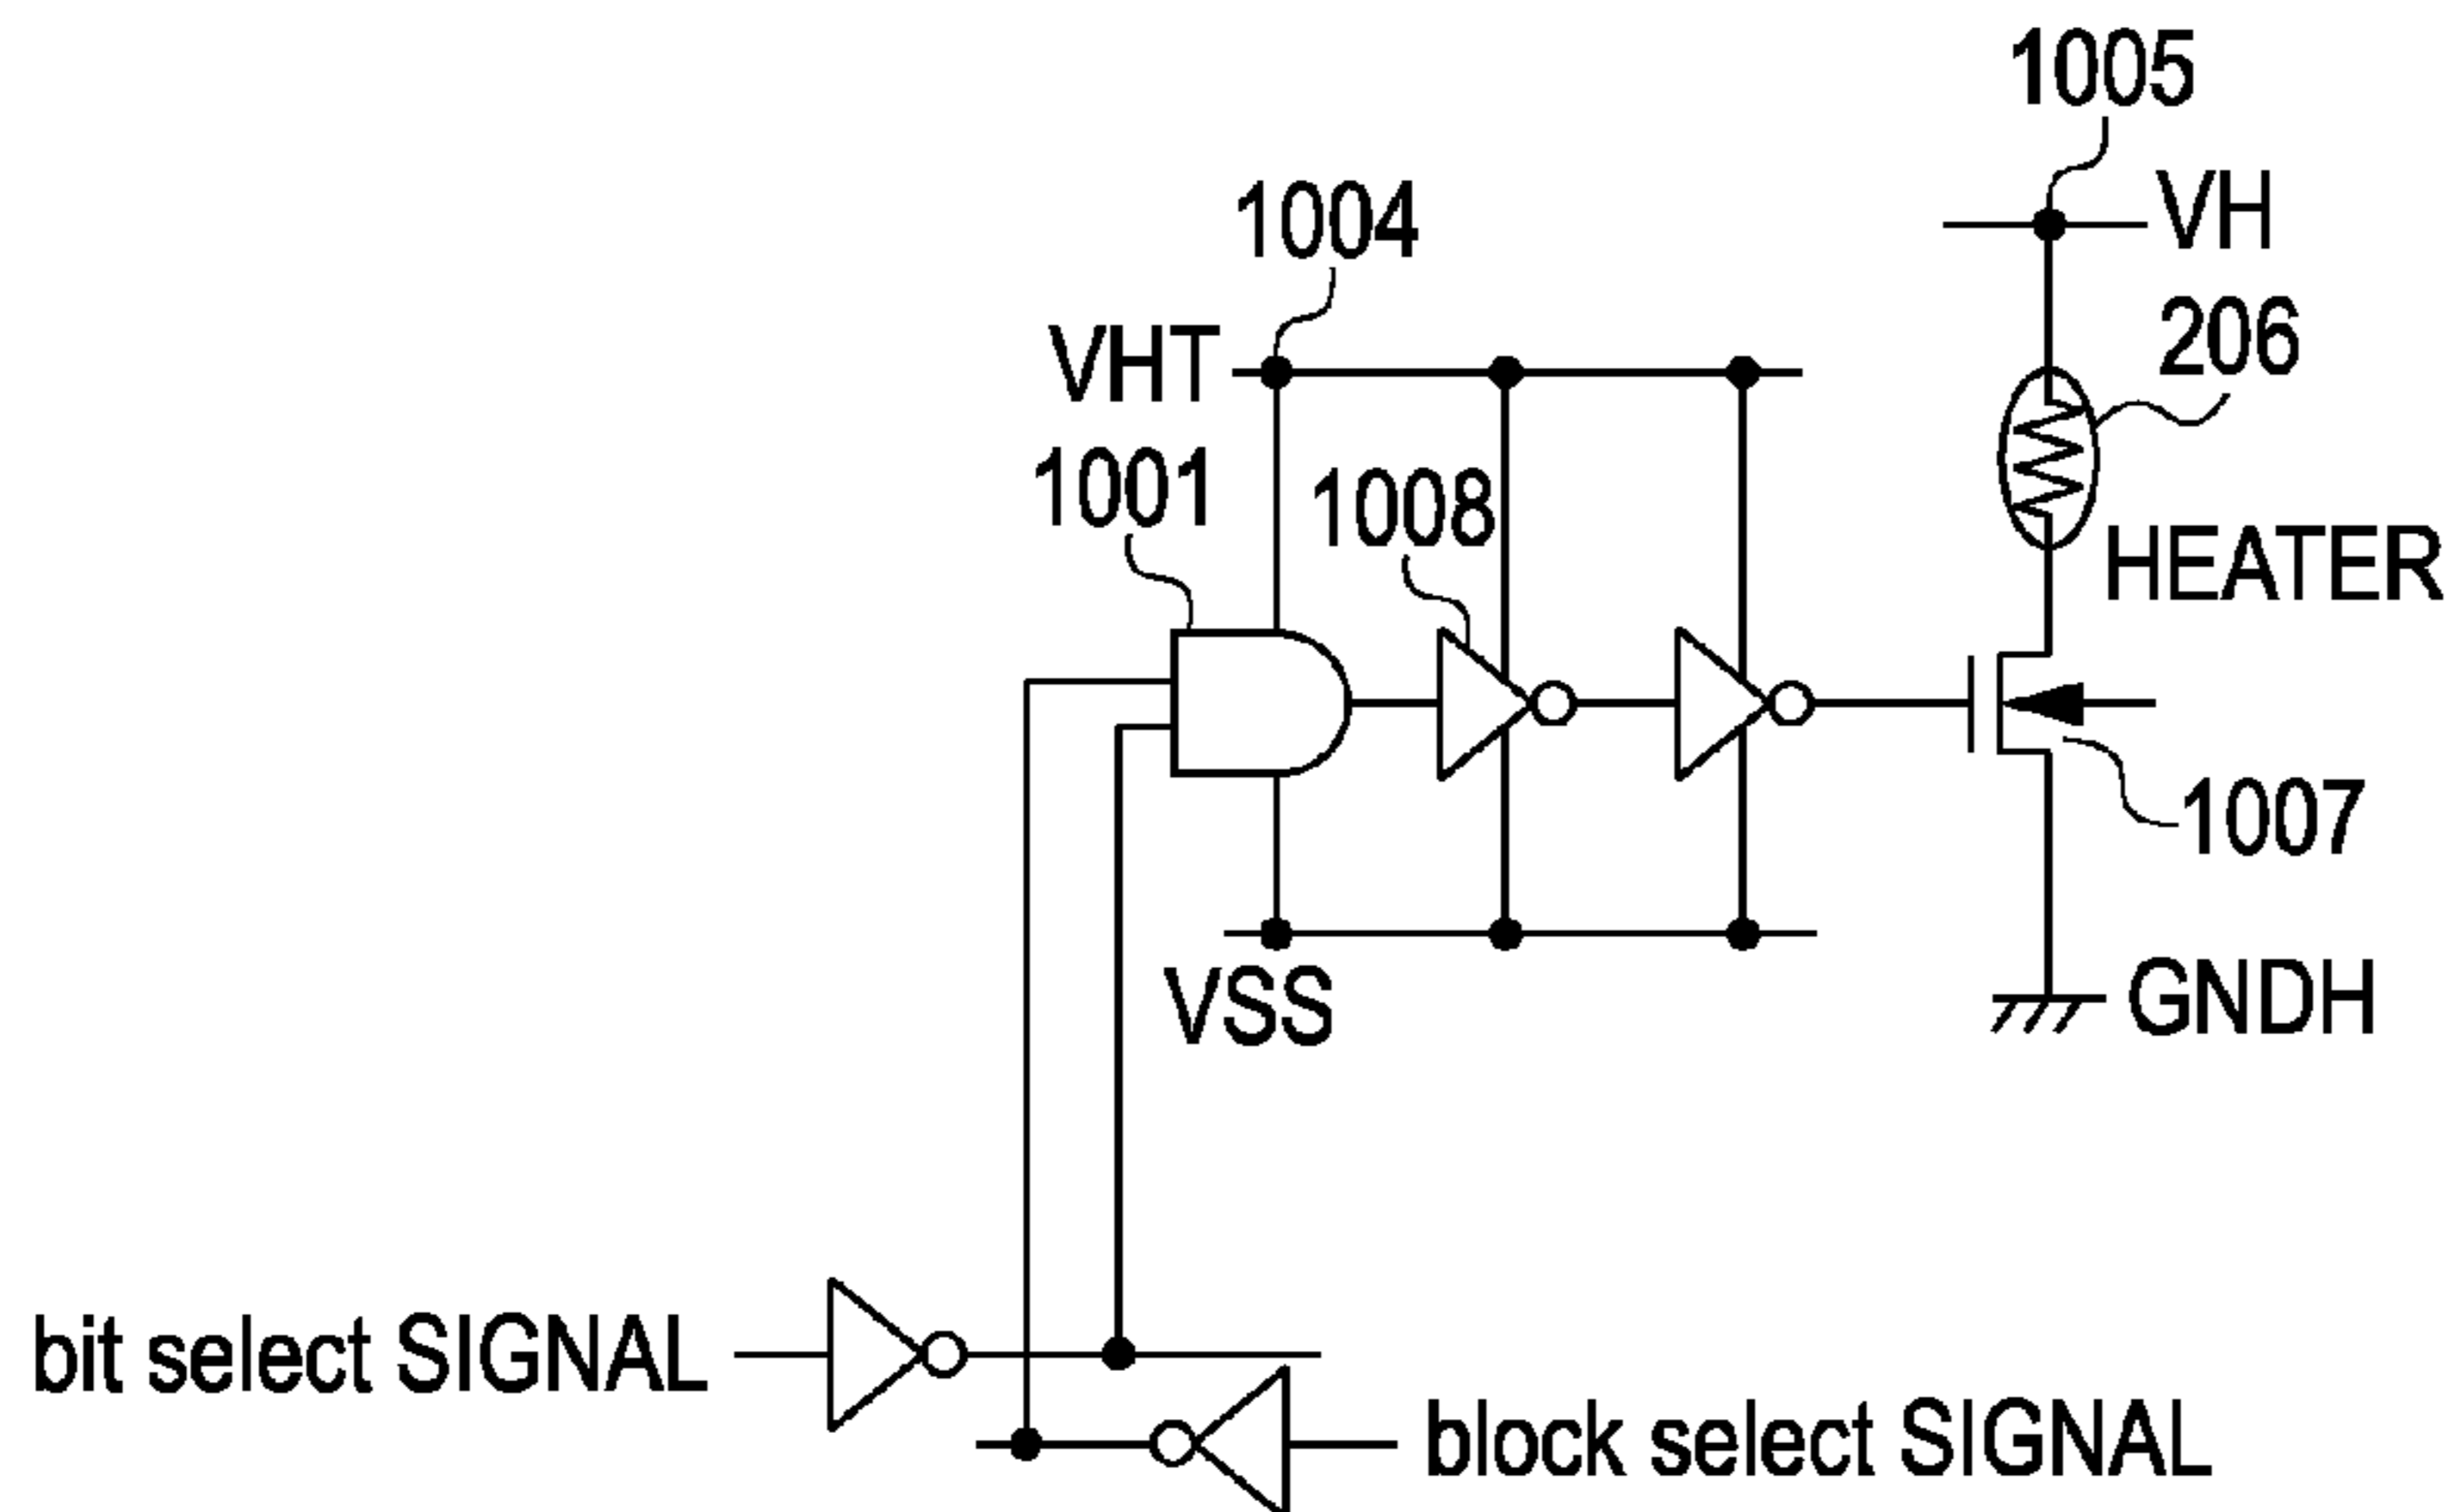 1005
VH
1004
206
VHT
1001
1008
HEATER
1007
VSS
GNDH
bit select SIGNAL
block select SIGNAL